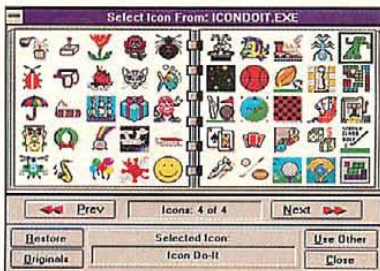 Select Icon From: ICONDOIT.EXE
Prev
Icons: 4 of 4
Next
Restore
Selected Icon:
Use Other
Originals
Icon Do-It
Close